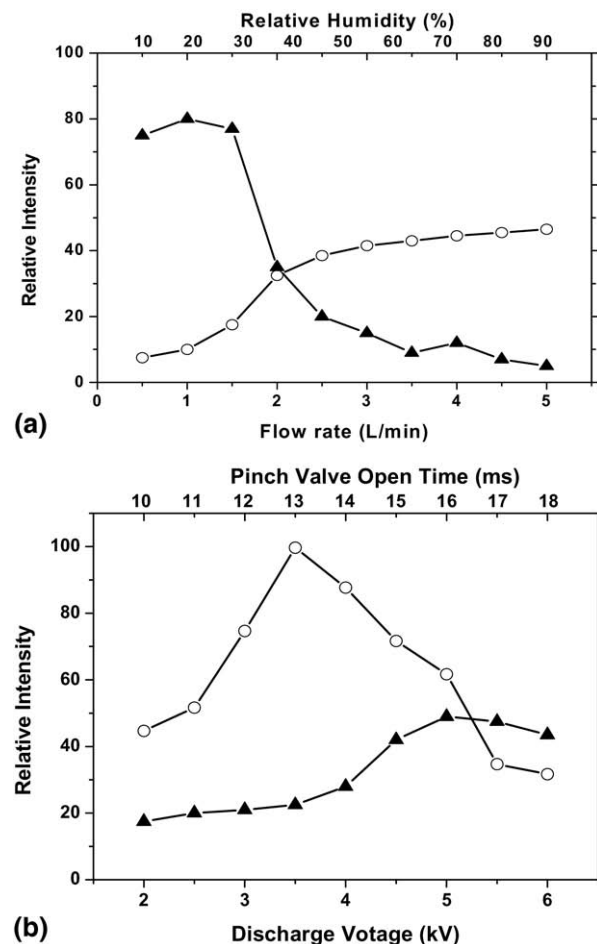 Relative Humidity (%)
10 20 30 40 45 50 60 70 80 90
100
80
60
40
20
0
Relative Intensity
0 1 2 3 4 5
(a)
Flow rate (L/min)
Pinch Valve Open Time (ms)
10 11 12 13 14 15 16 17 18
100
80
60
40
20
0
Relative Intensity
2 3 4 5 6
(b)
Discharge Votage (kV)